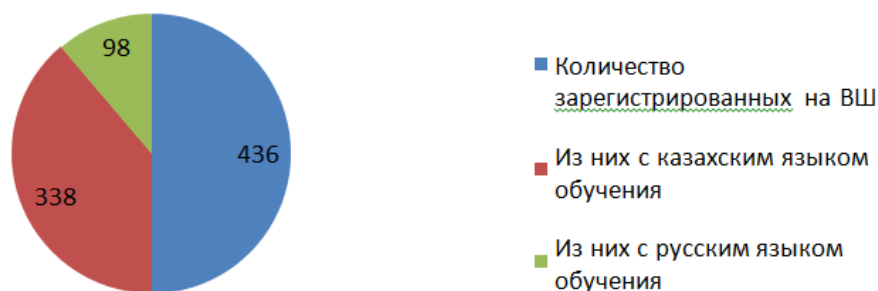 98
436
338
Количество
зарегистрированных на ВШ
Из них с казахским языком
обучения
Из них с русским языком
обучения